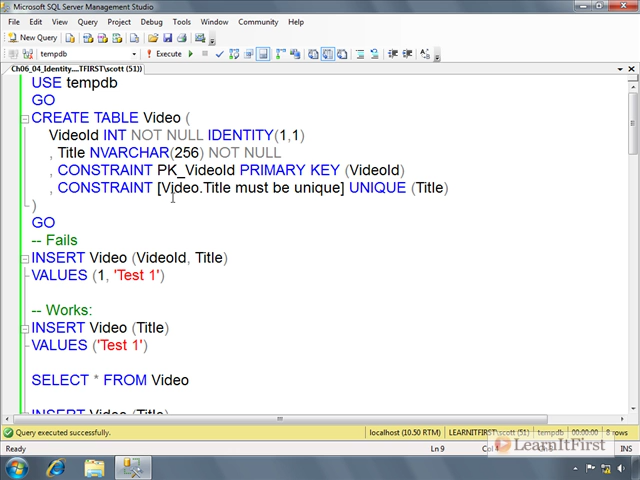 Microsoft SQL Server Management Studio
File Edit View Query Project Debug Tools Window Community Help
New Query
tempdb Execute
Ch06_04_Identity....TFIRST\scott (51))
USE tempdb
GO
CREATE TABLE Video (
VideoId INT NOT NULL IDENTITY(1,1)
, Title NVARCHAR(256) NOT NULL
, CONSTRAINT PK_VideoId PRIMARY KEY (VideoId)
, CONSTRAINT [Video.Title must be unique] UNIQUE (Title)
)
GO
-- Fails
INSERT Video (VideoId, Title)
VALUES (1, 'Test 1')
-- Works:
INSERT Video (Title)
VALUES ('Test 1')
SELECT * FROM Video
INSERT Video (Title)
Query executed successfully. localhost (10.50 RTM) LEARNITFIRST\scott (51) tempdb 00:00:00 8 rows
Ready Ln 9 INS
LearnItFirst